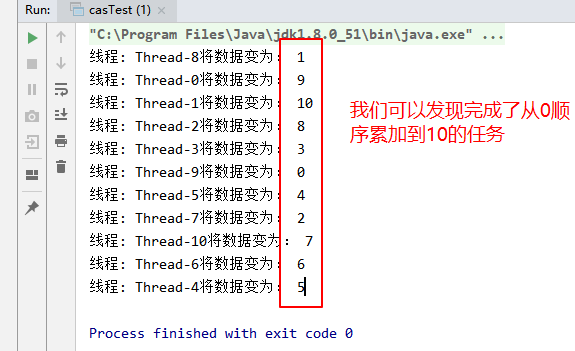 Run: casTest (1) ×
"C:\Program Files\Java\jdk1.8.0_51\bin\java.exe" ...
线程: Thread-8将数据变为: 1
线程: Thread-0将数据变为: 9
线程: Thread-1将数据变为: 10
线程: Thread-2将数据变为: 8
线程: Thread-3将数据变为: 3
线程: Thread-9将数据变为: 0
线程: Thread-5将数据变为: 4
线程: Thread-7将数据变为: 2
线程: Thread-10将数据变为: 7
线程: Thread-6将数据变为: 6
线程: Thread-4将数据变为: 5
我们可以发现完成了从0顺
序累加到10的任务
Process finished with exit code 0